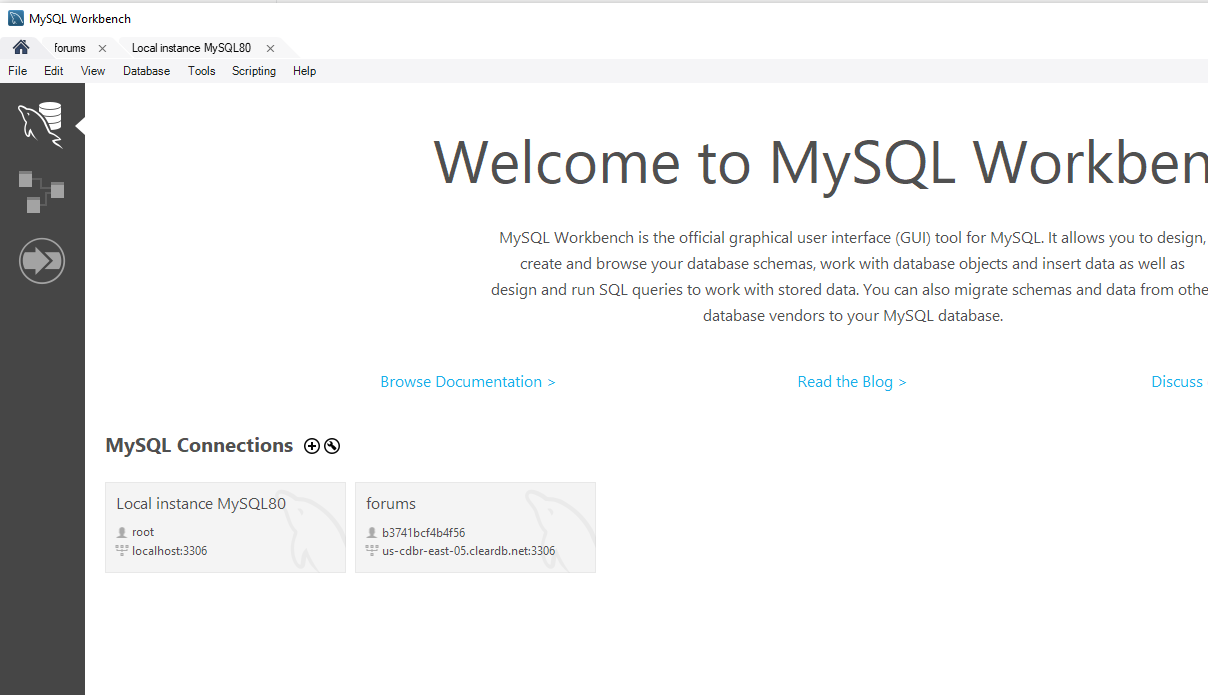 MySQL Workbench
forums
Local instance MySQL80
File Edit View Database Tools Scripting Help
Welcome to MySQL Workben
MySQL Workbench is the official graphical user interface (GUI) tool for MySQL. It allows you to design,
create and browse your database schemas, work with database objects and insert data as well as
design and run SQL queries to work with stored data. You can also migrate schemas and data from othe
database vendors to your MySQL database.
Browse Documentation > Read the Blog > Discuss
MySQL Connections
Local instance MySQL80
root
localhost:3306
forums
b3741bcf4b4f56
us-cdbr-east-05.cleardb.net:3306